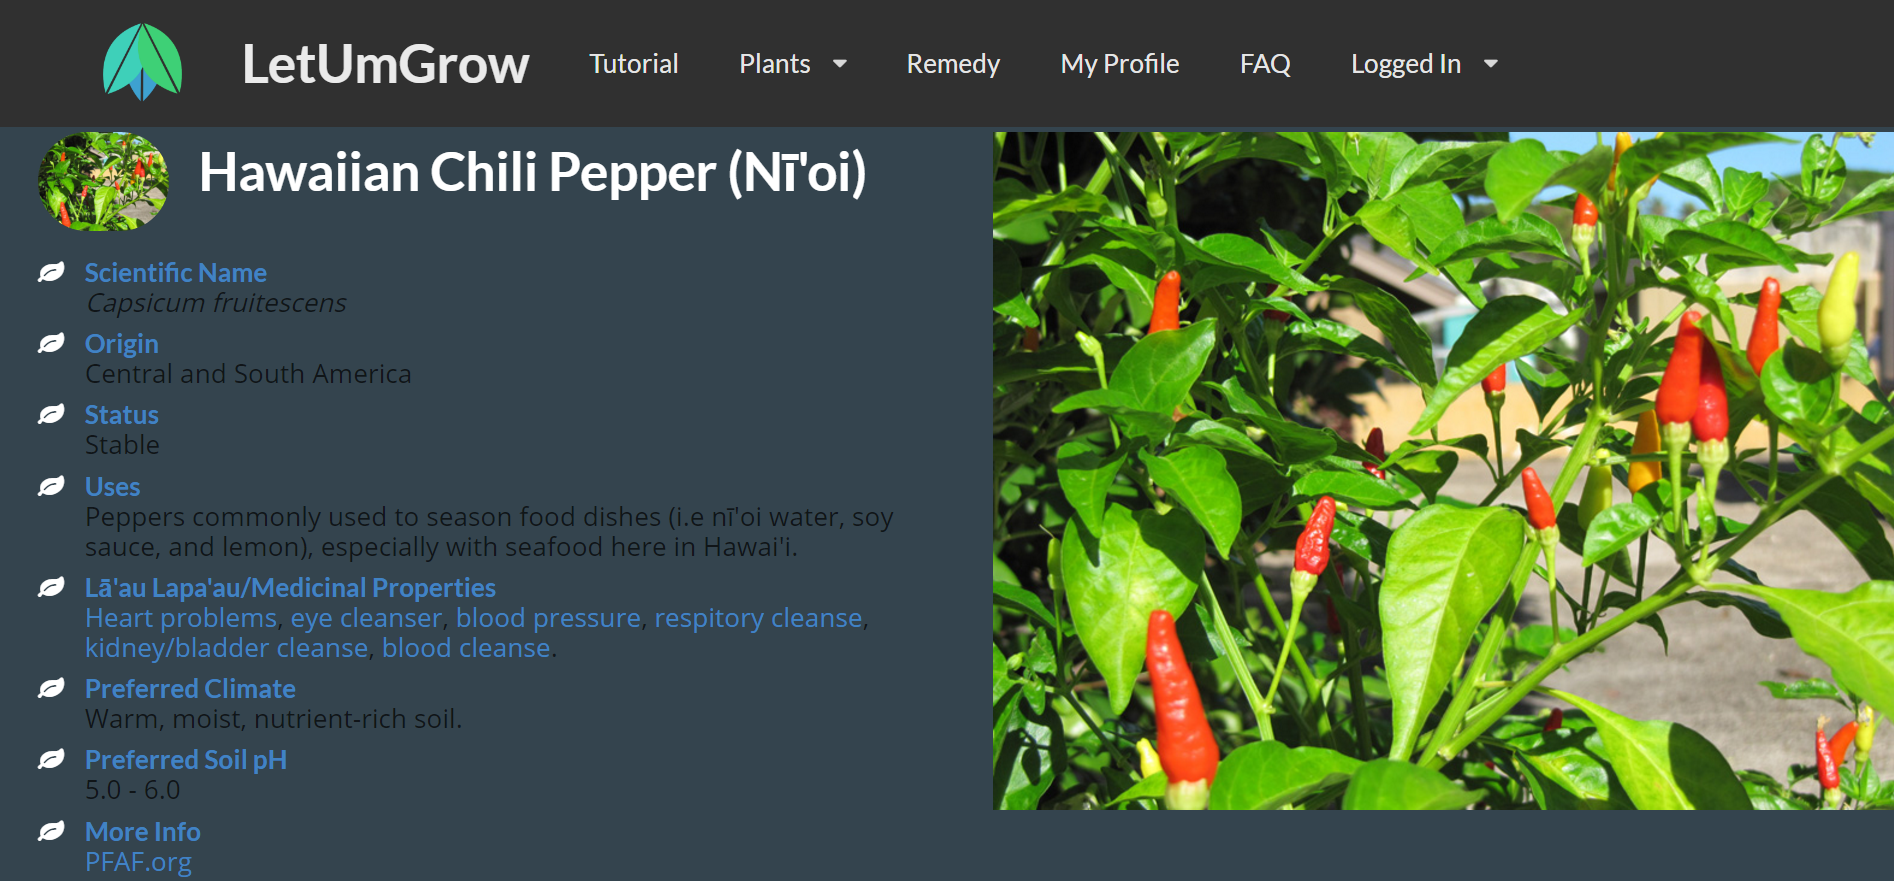 LetUmGrow Tutorial Plants Remedy My Profile FAQ Logged In
Hawaiian Chili Pepper (Nī'oi)
Scientific Name
Capsicum fruitescens
Origin
Central and South America
Status
Stable
Uses
Peppers commonly used to season food dishes (i.e nī'oi water, soy
sauce, and lemon), especially with seafood here in Hawai'i.
Lā'au Lapa'au/Medicinal Properties
Heart problems, eye cleanser, blood pressure, respitory cleanse,
kidney/bladder cleanse, blood cleanse.
Preferred Climate
Warm, moist, nutrient-rich soil.
Preferred Soil pH
5.0 - 6.0
More Info
PFAF.org